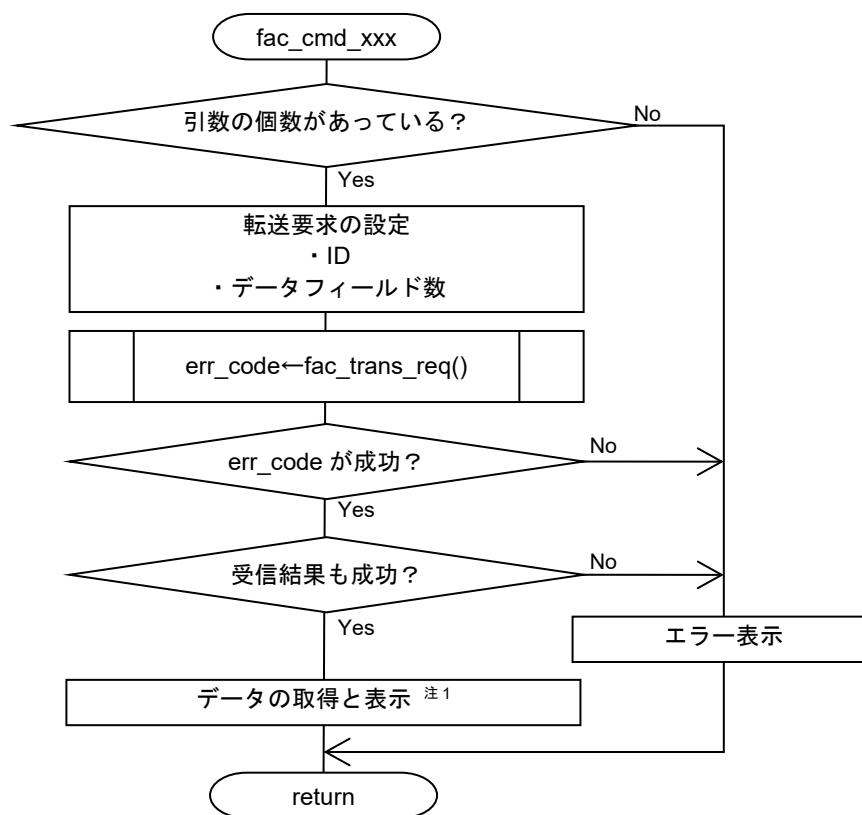 fac_cmd_xxx
引数の個数があっている？
No
Yes
転送要求の設定
・ID
・データフィールド数
err_code←fac_trans_req()
err_code が成功？
No
Yes
受信結果も成功？
No
Yes
エラー表示
データの取得と表示 注 1
return